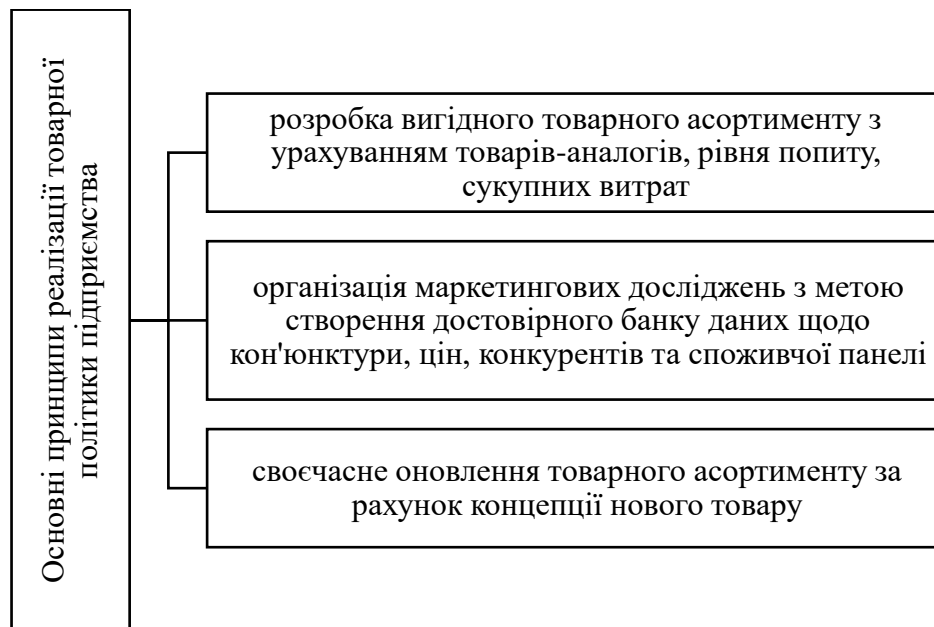 Основні принципи реалізації товарної
політики підприємства
розробка вигідного товарного асортименту з
урахуванням товарів-аналогів, рівня попиту,
сукупних витрат
організація маркетингових досліджень з метою
створення достовірного банку даних щодо
кон'юнктури, цін, конкурентів та споживчої панелі
своєчасне оновлення товарного асортименту за
рахунок концепції нового товару